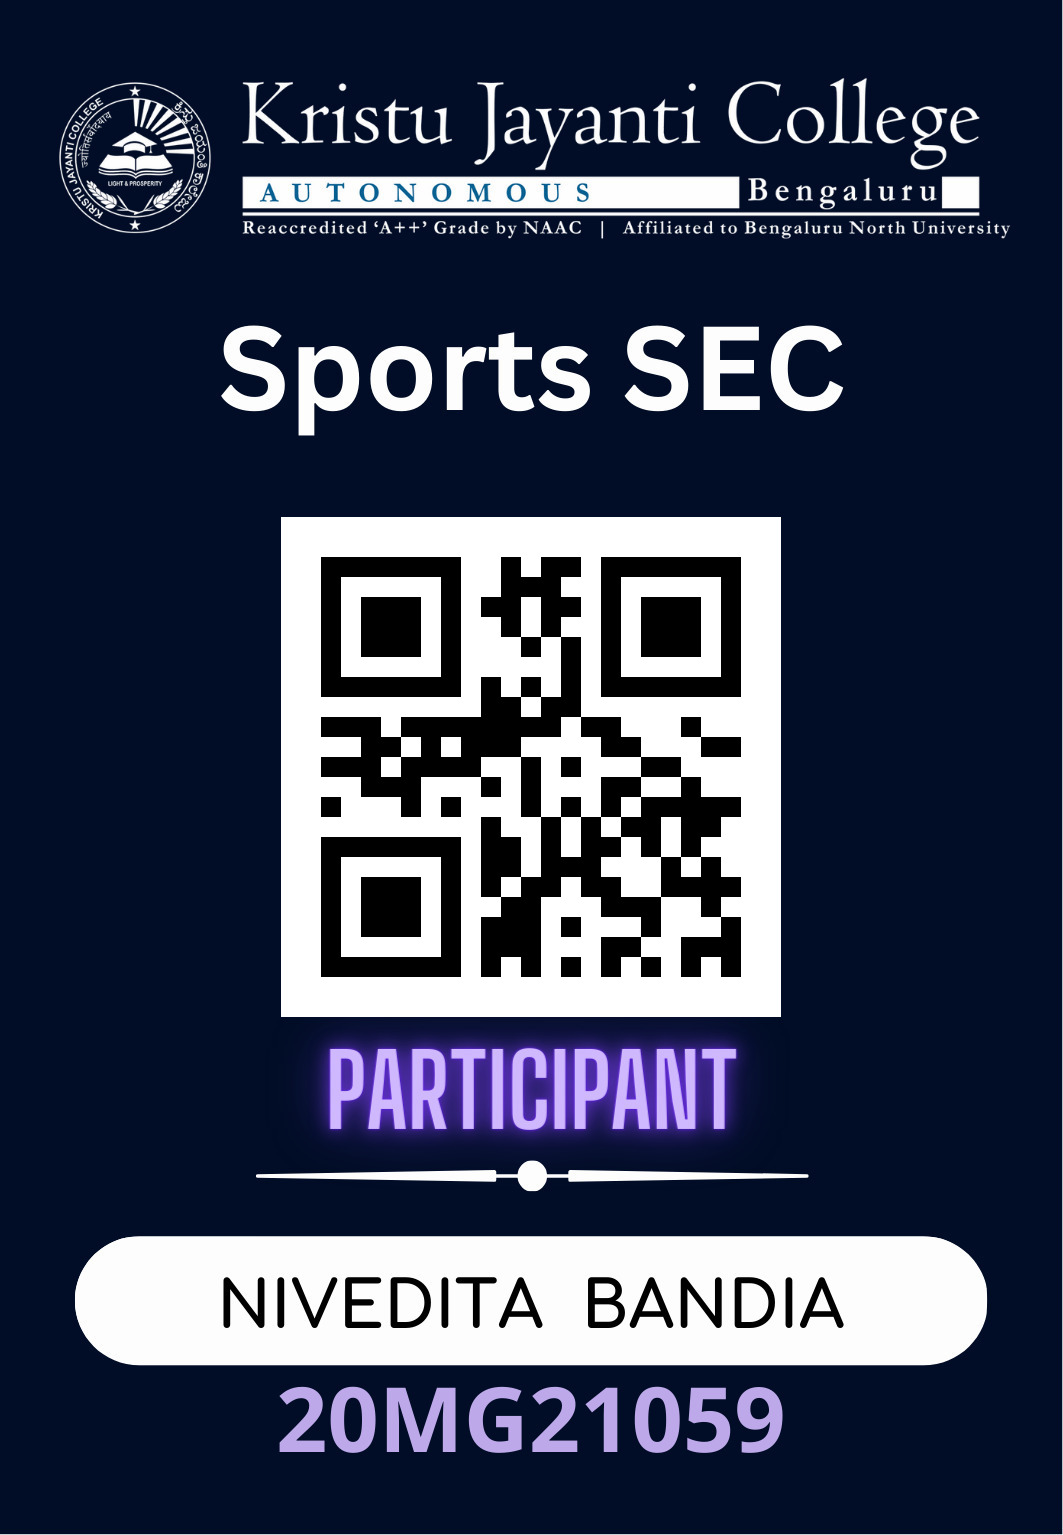 KRISTU JAYANTI COLLEGE
LIGHT & PROSPERITY
Kristu Jayanti College
AUTONOMOUS Bengaluru
Reaccredited ‘A++’ Grade by NAAC | Affiliated to Bengaluru North University
Sports SEC
PARTICIPANT
NIVEDITA BANDIA
20MG21059